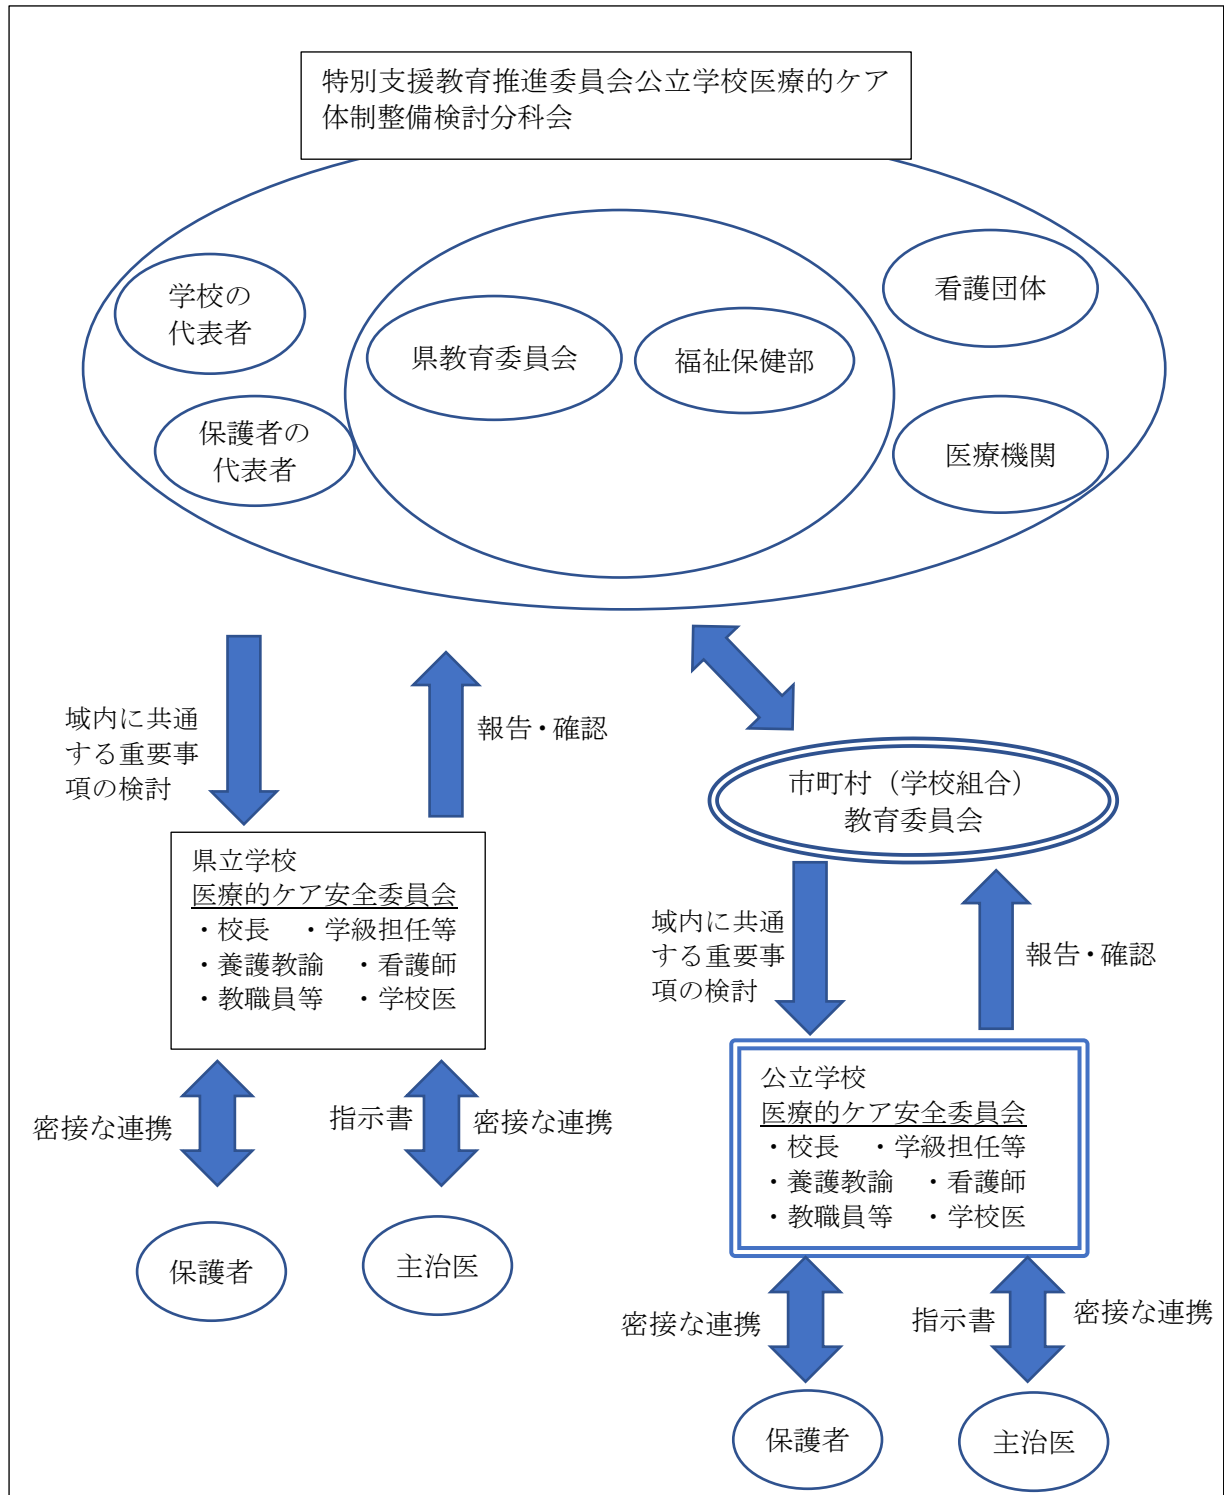 特別支援教育推進委員会公立学校医療的ケア
体制整備検討分科会
学校の
代表者
保護者の
代表者
県教育委員会
福祉保健部
看護団体
医療機関
域内に共通
する重要事
項の検討
報告・確認
市町村（学校組合）
教育委員会
県立学校
医療的ケア安全委員会
・校長　・学級担任等
・養護教諭　・看護師
・教職員等　・学校医
域内に共通
する重要事
項の検討
報告・確認
密接な連携
指示書
密接な連携
保護者
主治医
公立学校
医療的ケア安全委員会
・校長　・学級担任等
・養護教諭　・看護師
・教職員等　・学校医
密接な連携
指示書
密接な連携
保護者
主治医